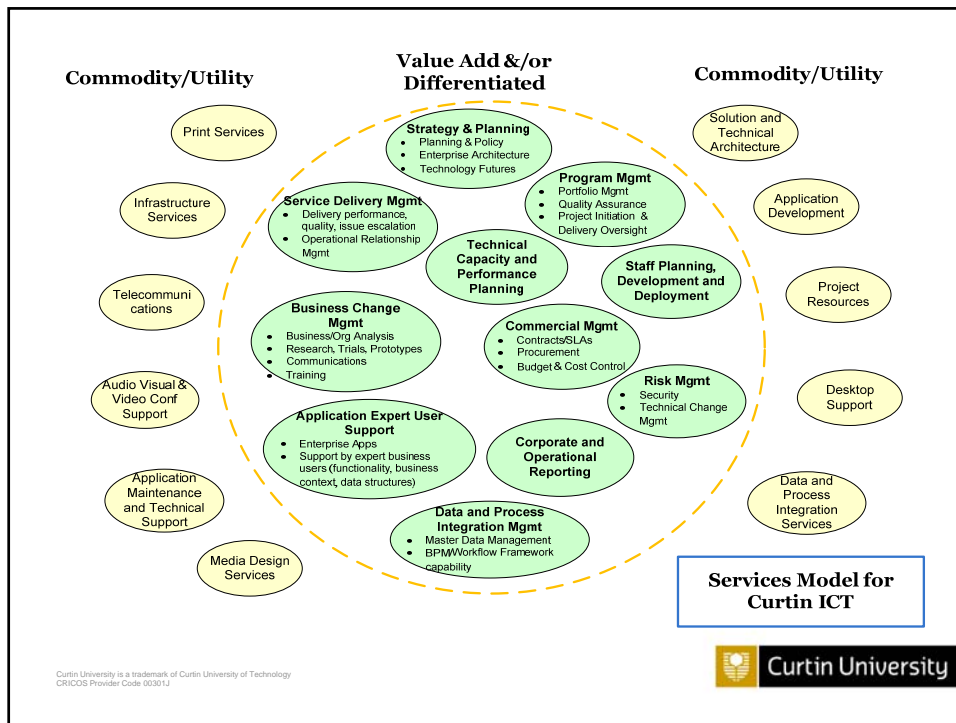 Commodity/Utility
Value Add &/or
Differentiated
Commodity/Utility
Print Services
Infrastructure
Services
Telecommuni
cations
Audio Visual &
Video Conf
Support
Application
Maintenance
and Technical
Support
Media Design
Services
Strategy & Planning
• Planning & Policy
• Enterprise Architecture
• Technology Futures
Program Mgmt
• Portfolio Mgmt
• Quality Assurance
• Project Initiation &
Delivery Oversight
Service Delivery Mgmt
• Delivery performance,
quality, issue escalation
• Operational Relationship
Mgmt
Technical
Capacity and
Performance
Planning
Staff Planning,
Development and
Deployment
Business Change
Mgmt
• Business/Org Analysis
• Research, Trials, Prototypes
• Communications
• Training
Commercial Mgmt
• Contracts/SLAs
• Procurement
• Budget & Cost Control
Risk Mgmt
• Security
• Technical Change
Mgmt
Application Expert User
Support
• Enterprise Apps
• Support by expert business
users (functionality, business
context, data structures)
Corporate and
Operational
Reporting
Data and Process
Integration Mgmt
• Master Data Management
• BPM/Workflow Framework
capability
Solution and
Technical
Architecture
Application
Development
Project
Resources
Desktop
Support
Data and
Process
Integration
Services
Services Model for
Curtin ICT
Curtin University is a trademark of Curtin University of Technology
CRICOS Provider Code 00301J
Curtin University